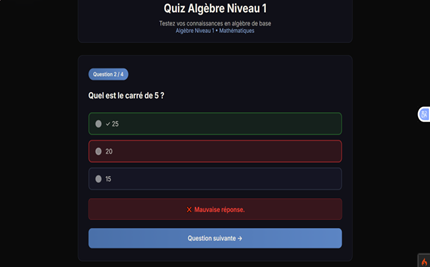 Quiz Algèbre Niveau 1
Testez vos connaissances en algèbre de base
Algèbre Niveau 1 • Mathématiques
Question 2 / 4
Quel est le carré de 5 ?
✓ 25
20
15
✕ Mauvaise réponse.
Question suivante →